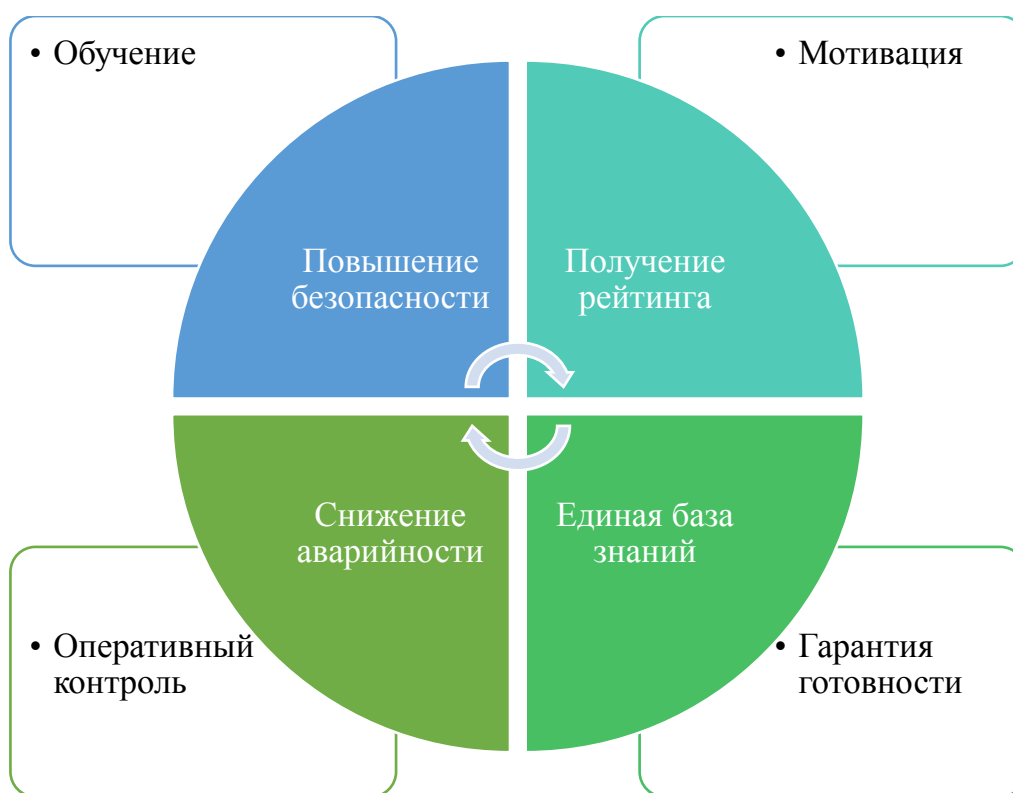 • Обучение
• Мотивация
Повышение
безопасности
Получение
рейтинга
Снижение
аварийности
Единая база
знаний
• Оперативный
контроль
• Гарантия
готовности